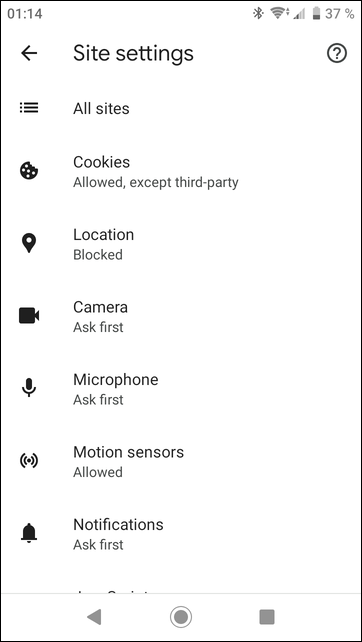 01:14 37 %
Site settings
All sites
Cookies
Allowed, except third-party
Location
Blocked
Camera
Ask first
Microphone
Ask first
Motion sensors
Allowed
Notifications
Ask first